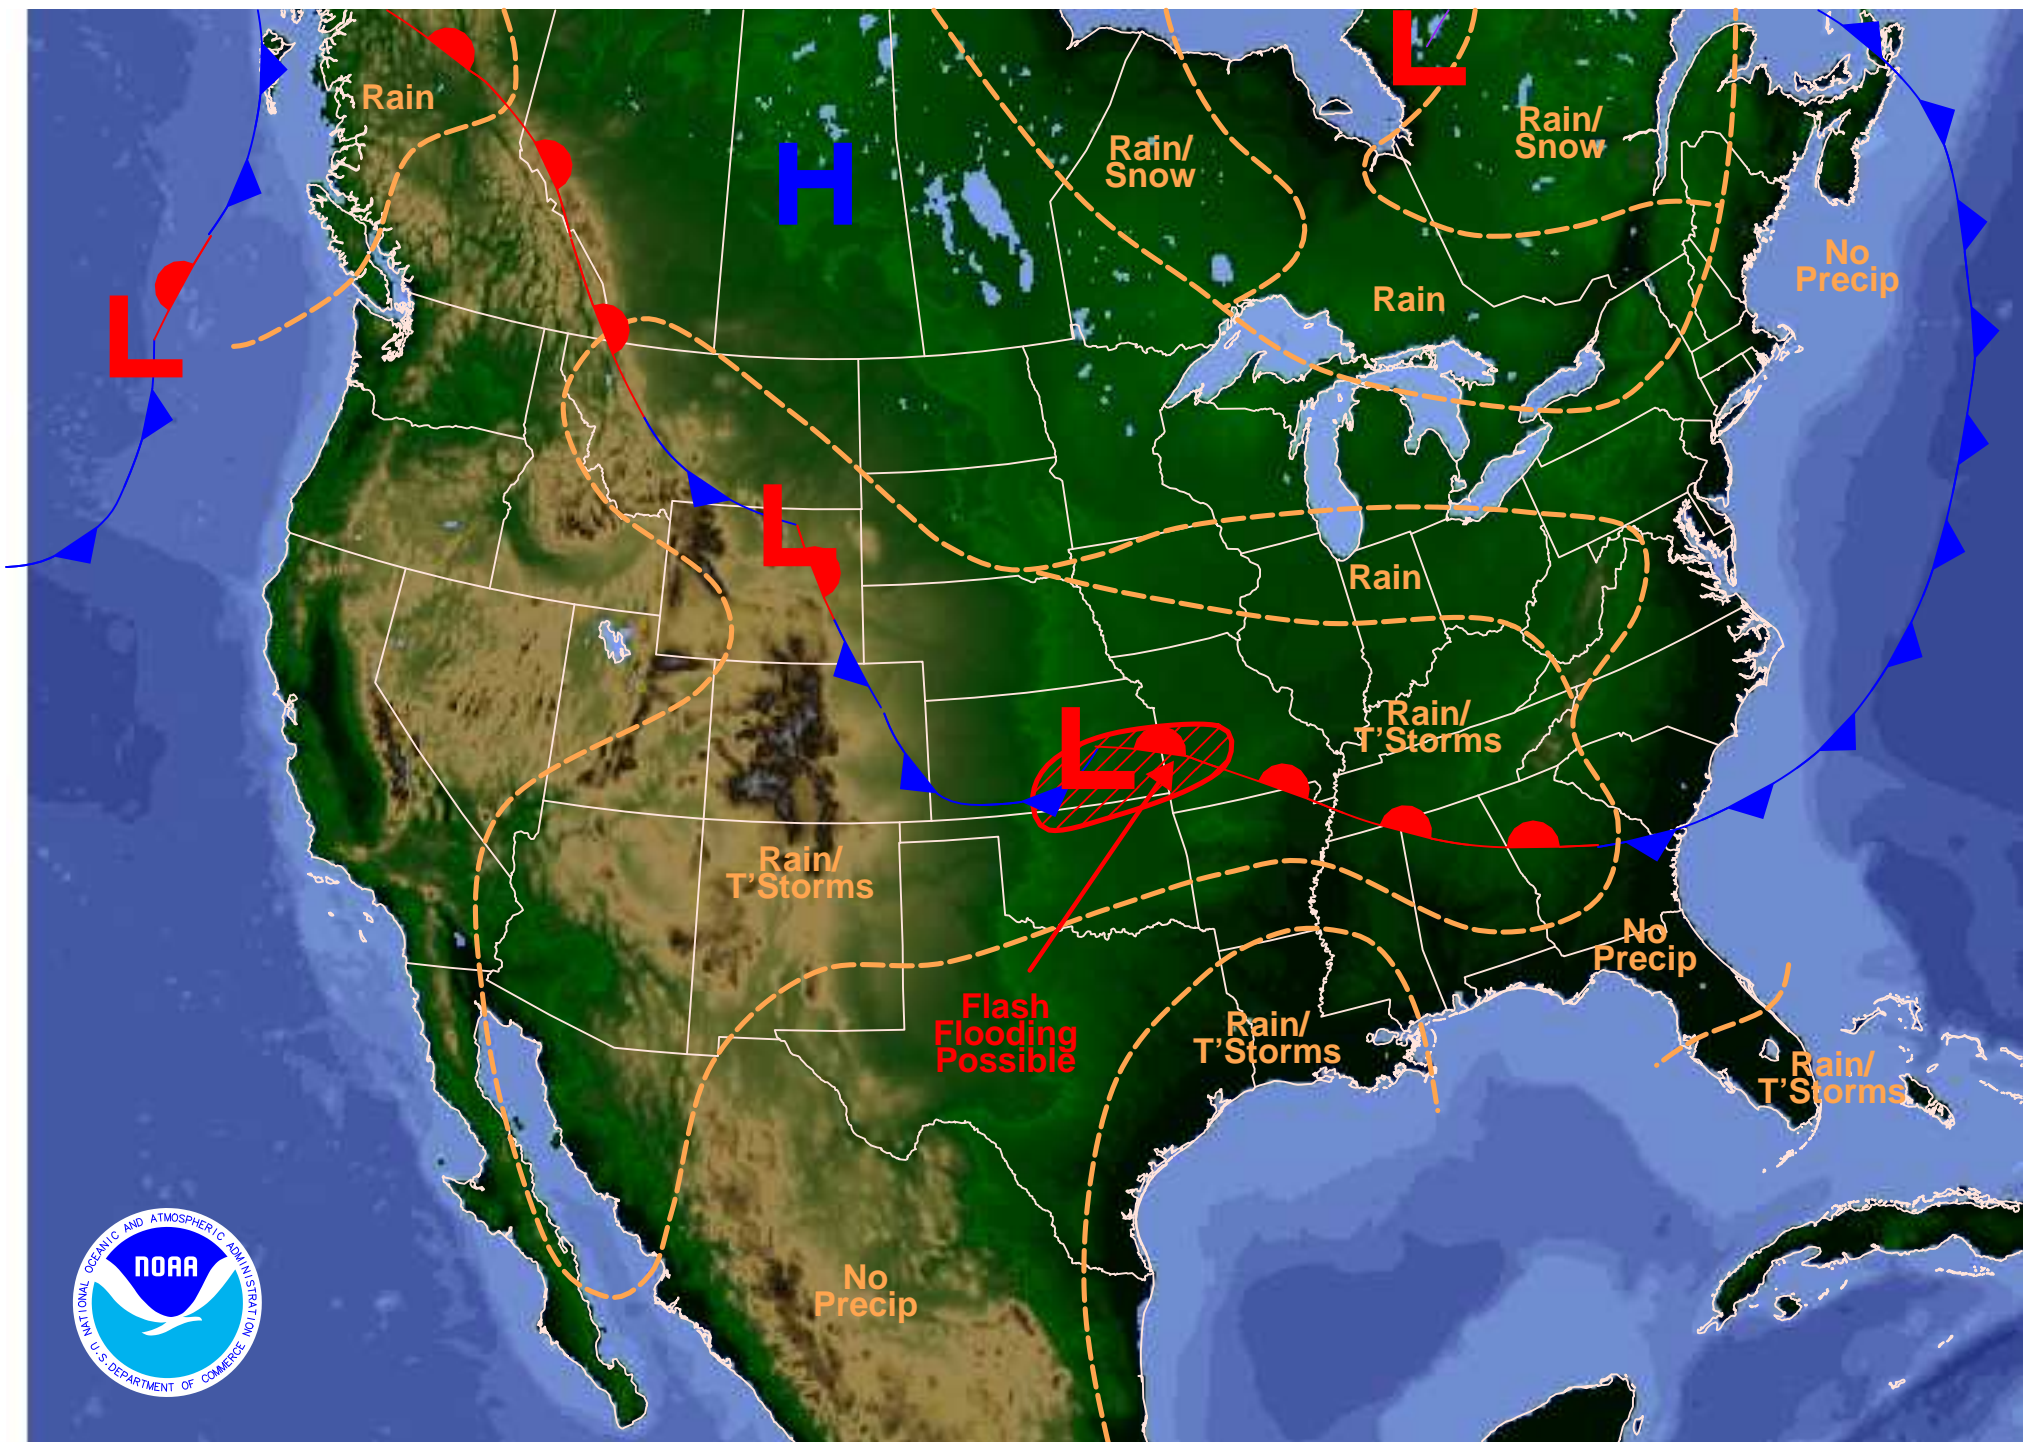 L
Rain
Rain/
Snow
Rain/
Snow
H
No
Precip
L
Rain
L
Rain
L
Rain/
T'Storms
Rain/
T'Storms
No
Precip
Flash
Flooding
Possible
Rain/
T'Storms
Rain/
T'Storms
No
Precip
NATIONAL OCEANIC AND ATMOSPHERIC ADMINISTRATION
NOAA
U.S. DEPARTMENT OF COMMERCE